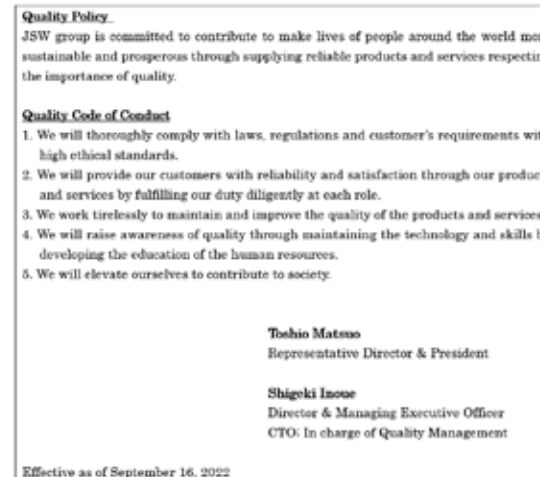 Quality Policy
JSW group is committed to contribute to make lives of people around the world mor
sustainable and prosperous through supplying reliable products and services respectin
the importance of quality.
Quality Code of Conduct
1. We will thoroughly comply with laws, regulations and customer's requirements wit
high ethical standards.
2. We will provide our customers with reliability and satisfaction through our product
and services by fulfilling our duty diligently at each role.
3. We work tirelessly to maintain and improve the quality of the products and services
4. We will raise awareness of quality through maintaining the technology and skills b
developing the education of the human resources.
5. We will elevate ourselves to contribute to society.
Toshio Matsuo
Representative Director & President
Shigeki Inoue
Director & Managing Executive Officer
CTO; In charge of Quality Management
Effective as of September 16, 2022